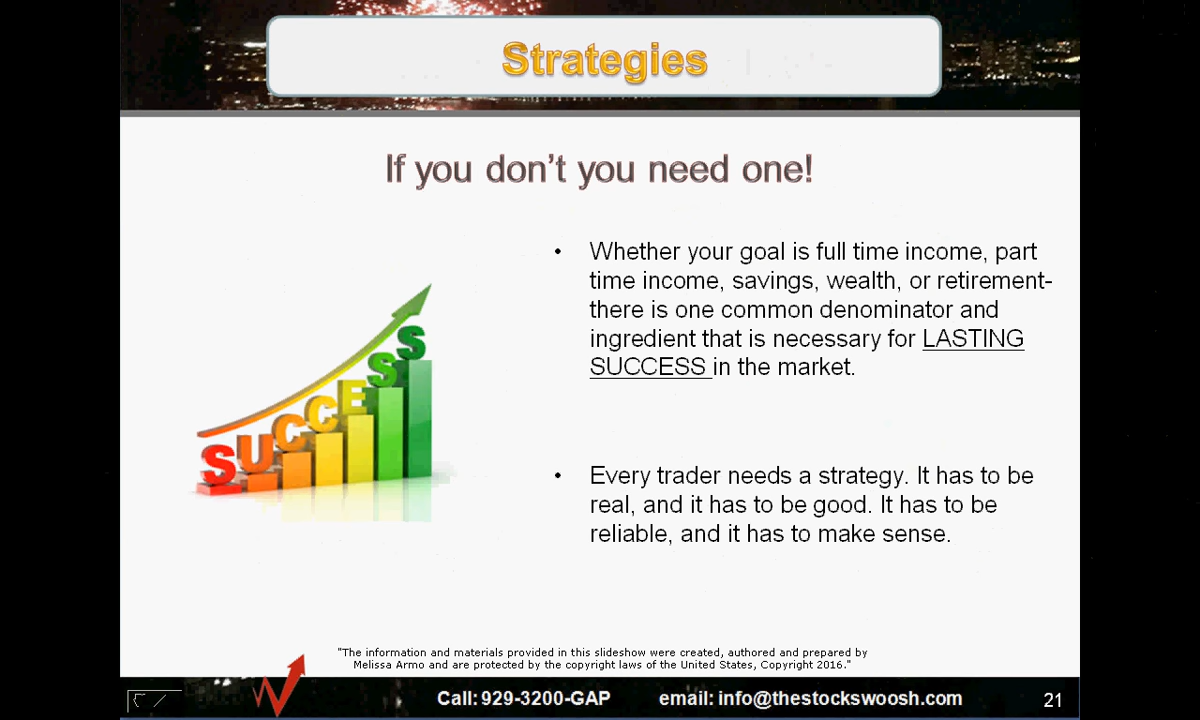 Strategies
If you don’t you need one!
• Whether your goal is full time income, part
time income, savings, wealth, or retirement-
there is one common denominator and
ingredient that is necessary for LASTING
SUCCESS in the market.
SUCCESS
• Every trader needs a strategy. It has to be
real, and it has to be good. It has to be
reliable, and it has to make sense.
"The information and materials provided in this slideshow were created, authored and prepared by
Melissa Armo and are protected by the copyright laws of the United States, Copyright 2016."
Call: 929-3200-GAP email: info@thestockswoosh.com 21